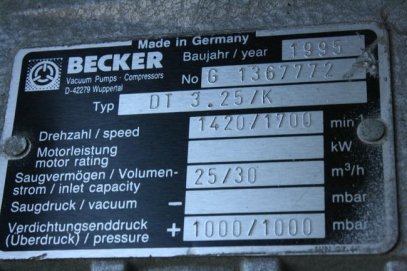 Made in Germany
BECKER
Vacuum Pumps · Compressors
D-42279 Wuppertal
Baujahr / year 1995
No G 1367772
Typ DT 3.25/K
Drehzahl / speed 1420/1700 min⁻¹
Motorleistung
motor rating kW
Saugvermögen / Volumen-
strom / inlet capacity 25/30 m³/h
Saugdruck / vacuum − mbar
Verdichtungsenddruck
(Überdruck) / pressure + 1000/1000 mbar